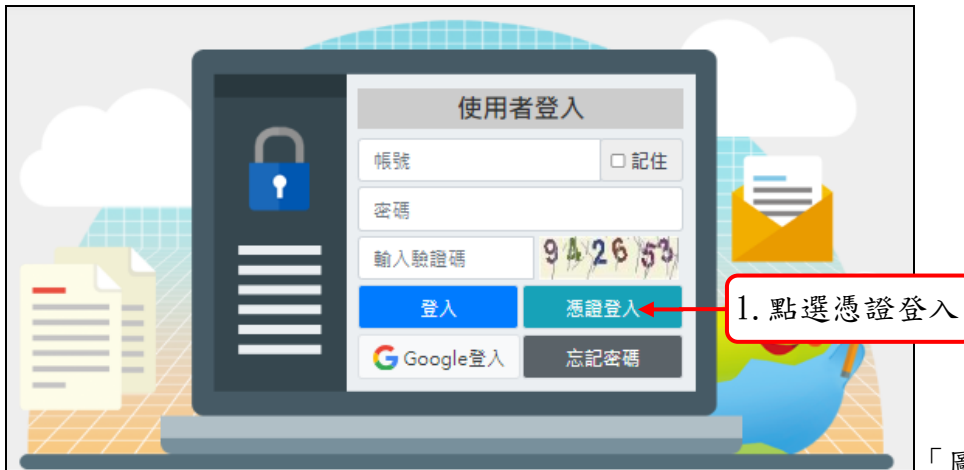 使用者登入
帳號
記住
密碼
輸入驗證碼
942653
登入
憑證登入
1.點選憑證登入
Google登入
忘記密碼
「圖